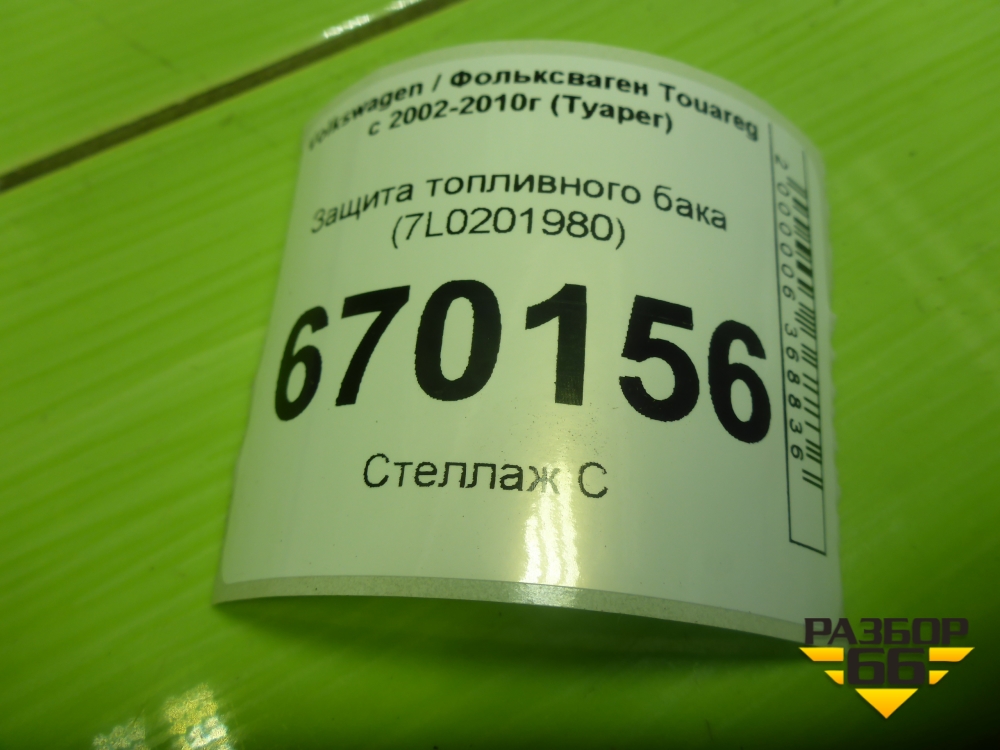 Volkswagen / Фольксваген Touareg
с 2002-2010г (Туарег)
Защита топливного бака
(7L0201980)
670156
Стеллаж С
2000006368836
РАЗБОР
66